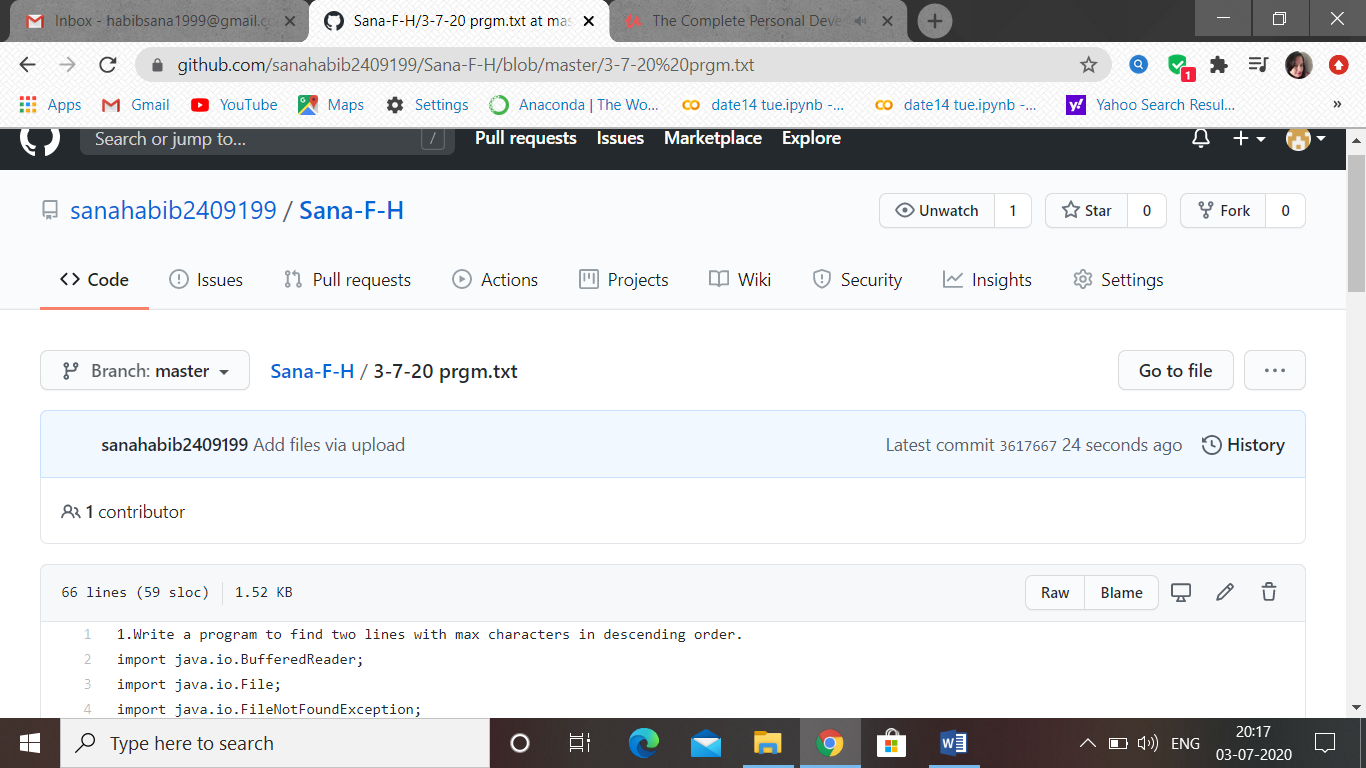 Inbox - habibsana1999@gmail.c
Sana-F-H/3-7-20 prgm.txt at mas
The Complete Personal Deve
github.com/sanahabib2409199/Sana-F-H/blob/master/3-7-20%20prgm.txt
1
Apps
Gmail
YouTube
Maps
Settings
Anaconda | The Wo...
date14 tue.ipynb -...
date14 tue.ipynb -...
Yahoo Search Resul...
»
Search or jump to...
/
Pull requests
Issues
Marketplace
Explore
sanahabib2409199 / Sana-F-H
Unwatch 1
Star 0
Fork 0
Code
Issues
Pull requests
Actions
Projects
Wiki
Security
Insights
Settings
Branch: master
Sana-F-H / 3-7-20 prgm.txt
Go to file
...
sanahabib2409199 Add files via upload
Latest commit 3617667 24 seconds ago
History
1 contributor
66 lines (59 sloc)
1.52 KB
Raw
Blame
1 1.Write a program to find two lines with max characters in descending order.
2 import java.io.BufferedReader;
3 import java.io.File;
4 import java.io.FileNotFoundException;
Type here to search
ENG
20:17
03-07-2020